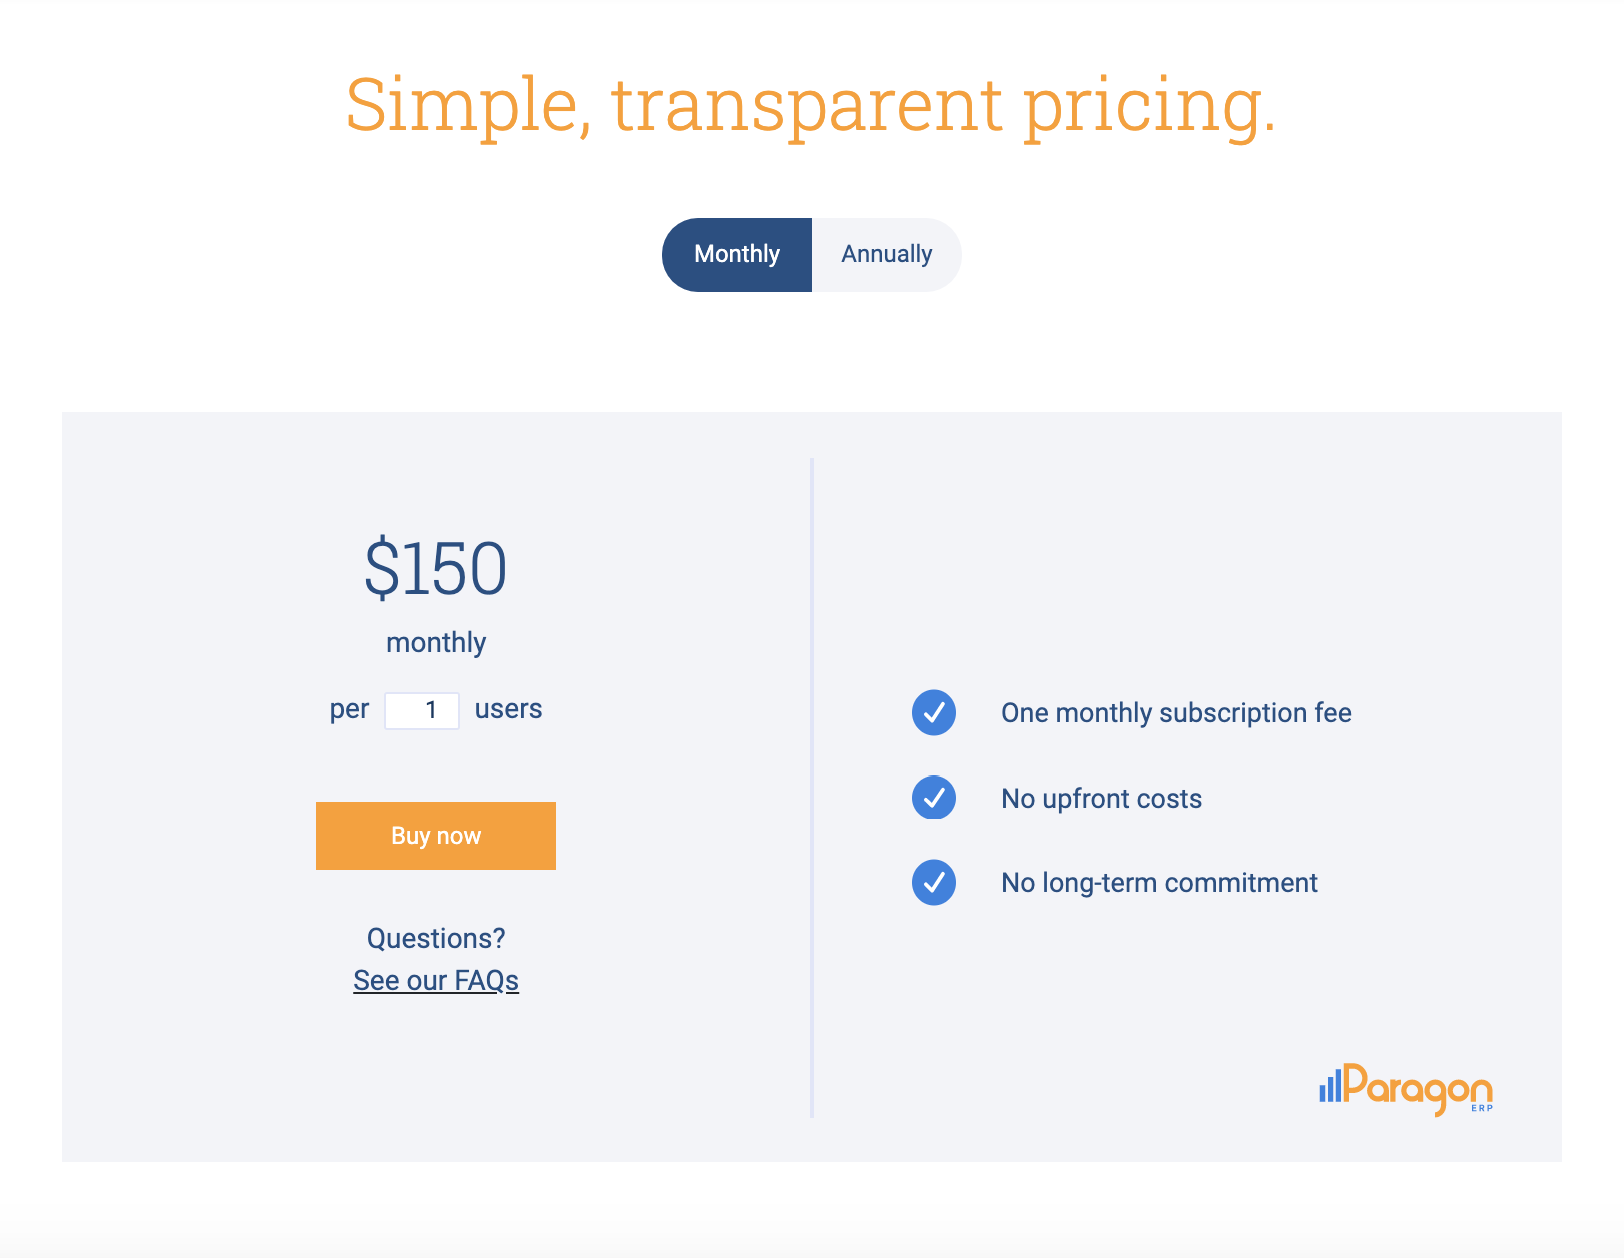 Simple, transparent pricing.
Monthly
Annually
$150
monthly
per 1 users
Buy now
Questions?
See our FAQs
One monthly subscription fee
No upfront costs
No long-term commitment
Paragon
ERP